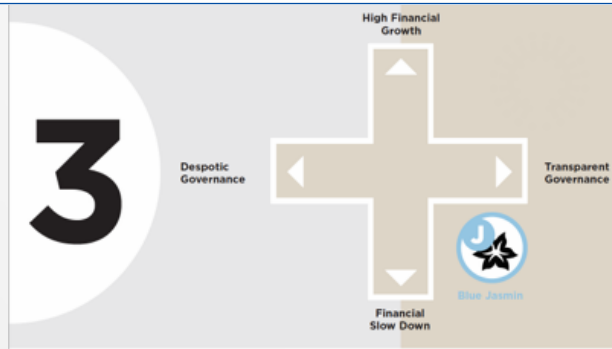 High Financial
Growth
3
Despotic
Governance
Transparent
Governance
J
Blue Jasmin
Financial
Slow Down